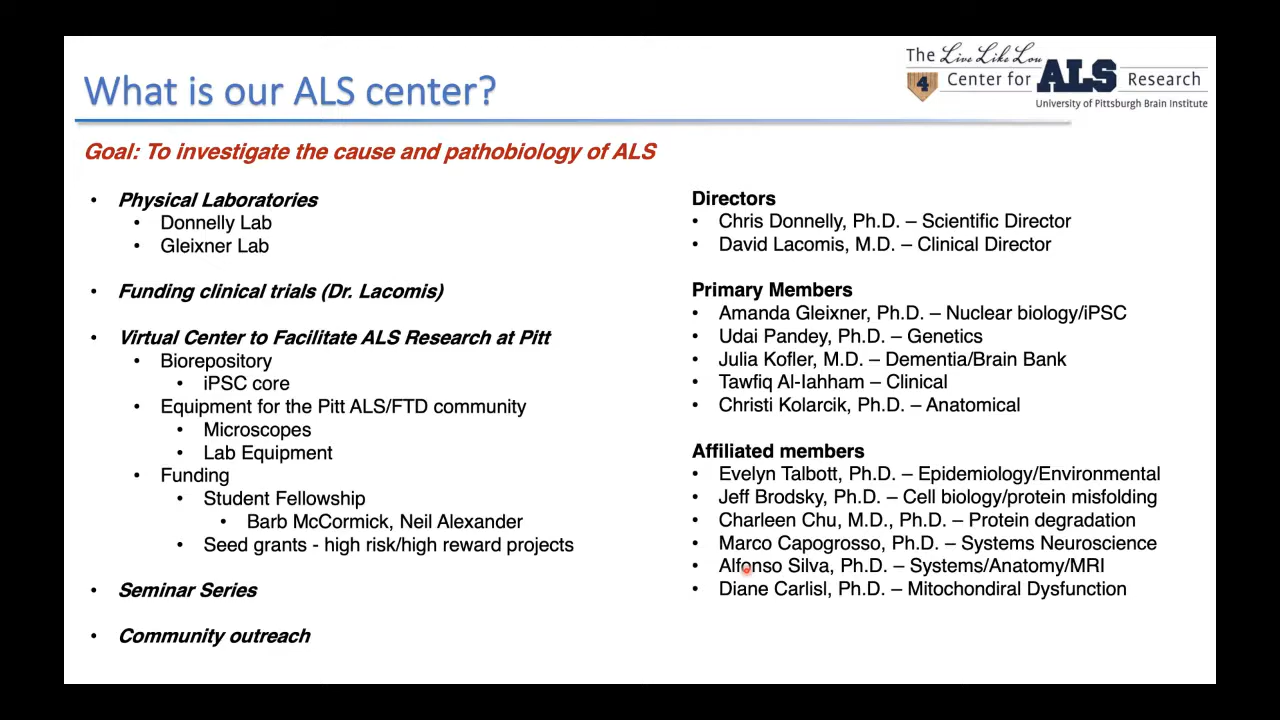 What is our ALS center?
The Live Like Lou
4 Center for ALS Research
University of Pittsburgh Brain Institute
Goal: To investigate the cause and pathobiology of ALS
• Physical Laboratories
• Donnelly Lab
• Gleixner Lab
• Funding clinical trials (Dr. Lacomis)
• Virtual Center to Facilitate ALS Research at Pitt
• Biorepository
• iPSC core
• Equipment for the Pitt ALS/FTD community
• Microscopes
• Lab Equipment
• Funding
• Student Fellowship
• Barb McCormick, Neil Alexander
• Seed grants - high risk/high reward projects
• Seminar Series
• Community outreach
Directors
• Chris Donnelly, Ph.D. – Scientific Director
• David Lacomis, M.D. – Clinical Director
Primary Members
• Amanda Gleixner, Ph.D. – Nuclear biology/iPSC
• Udai Pandey, Ph.D. – Genetics
• Julia Kofler, M.D. – Dementia/Brain Bank
• Tawfiq Al-lahham – Clinical
• Christi Kolarcik, Ph.D. – Anatomical
Affiliated members
• Evelyn Talbott, Ph.D. – Epidemiology/Environmental
• Jeff Brodsky, Ph.D. – Cell biology/protein misfolding
• Charleen Chu, M.D., Ph.D. – Protein degradation
• Marco Capogrosso, Ph.D. – Systems Neuroscience
• Alfonso Silva, Ph.D. – Systems/Anatomy/MRI
• Diane Carlisl, Ph.D. – Mitochondiral Dysfunction